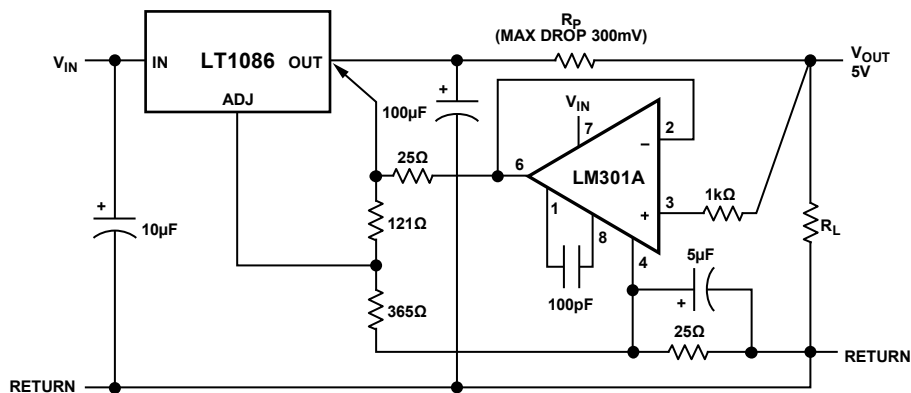 R_P
(MAX DROP 300mV)
V_IN
IN
LT1086
OUT
ADJ
V_OUT
5V
+
100µF
V_IN
7
2
−
25Ω
6
LM301A
3
+
1kΩ
1
8
4
+
10µF
121Ω
R_L
5µF
+
100pF
365Ω
25Ω
RETURN
RETURN